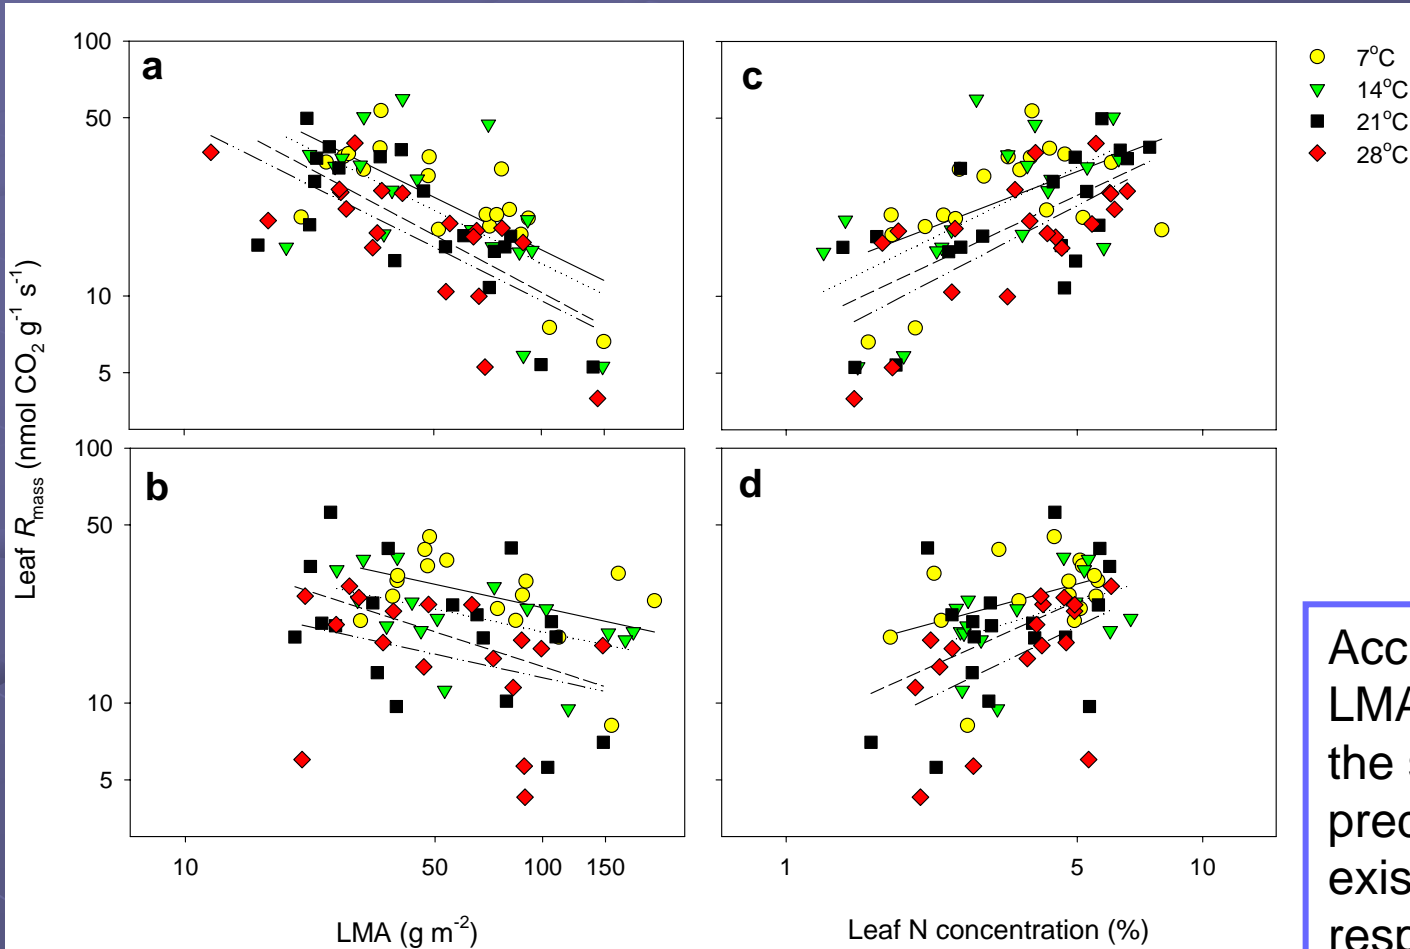 a
c
7°C
14°C
21°C
28°C
100
50
10
5
b
d
100
50
10
5
10
50
100
150
1
5
10
Leaf R_mass (nmol CO₂ g⁻¹ s⁻¹)
LMA (g m⁻²)
Leaf N concentration (%)
Acc
LMA
the s
prec
exis
resp